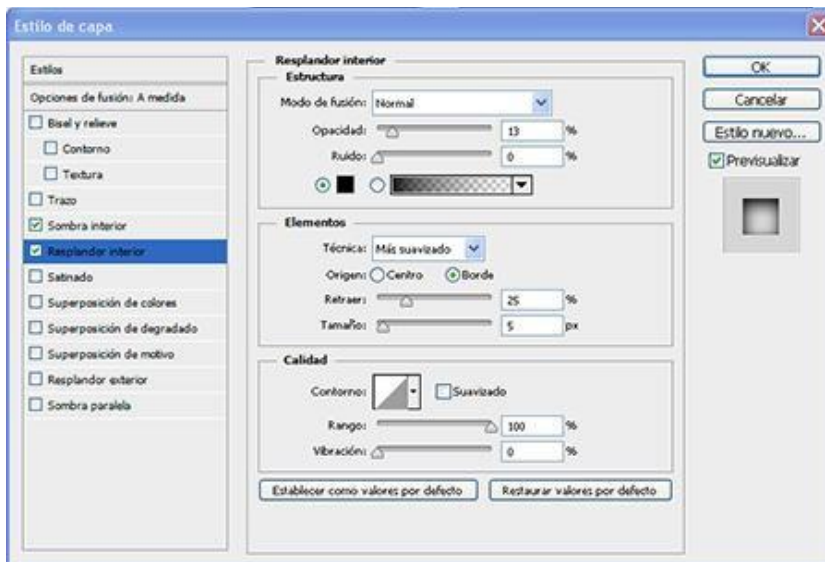 Estilo de capa
Estilos
Opciones de fusión: A medida
Bisel y relieve
Contorno
Textura
Trazo
Sombra interior
Resplandor interior
Satinado
Superposición de colores
Superposición de degradado
Superposición de motivo
Resplandor exterior
Sombra paralela
Resplandor interior
Estructura
Modo de fusión: Normal
Opacidad: 13 %
Ruido: 0 %
Elementos
Técnica: Más suavizado
Origen: Centro Borde
Retraer: 25 %
Tamaño: 5 px
Calidad
Contorno: Suavizado
Rango: 100 %
Vibración: 0 %
Establecer como valores por defecto Restaurar valores por defecto
OK
Cancelar
Estilo nuevo...
Previsualizar